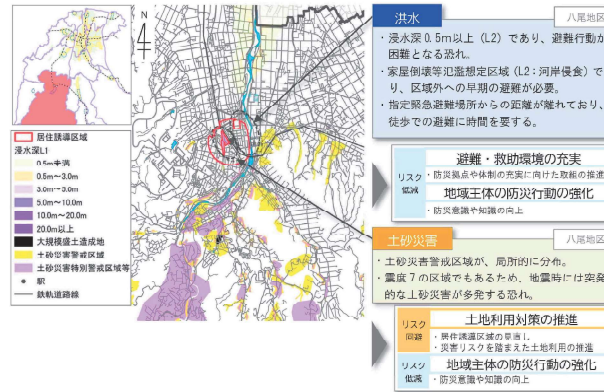 N
居住誘導区域
浸水深L1
0.5m未満
0.5m～3.0m
3.0m～5.0m
5.0m～10.0m
10.0m～20.0m
20.0m以上
大規模盛土造成地
土砂災害警戒区域
土砂災害特別警戒区域等
駅
鉄軌道路線
洪水
八尾地区
・浸水深0.5m以上（L2）であり、避難行動が
困難となる恐れ。
・家屋倒壊等氾濫想定区域（L2：河岸侵食）で
り、区域外への早期の避難が必要。
・指定緊急避難場所からの距離が離れており、
徒歩での避難に時間を要する。
リスク
低減
避難・救助環境の充実
・防災拠点や体制の充実に向けた取組の推進
地域主体の防災行動の強化
・防災意識や知識の向上
土砂災害
八尾地区
・土砂災害警戒区域が、局所的に分布。
・震度7の区域でもあるため、地震時には突発
的な土砂災害が多発する恐れ。
リスク
回避
土地利用対策の推進
・居住誘導区域の見直し
・災害リスクを踏まえた土地利用の推進
リスク
低減
地域主体の防災行動の強化
・防災意識や知識の向上